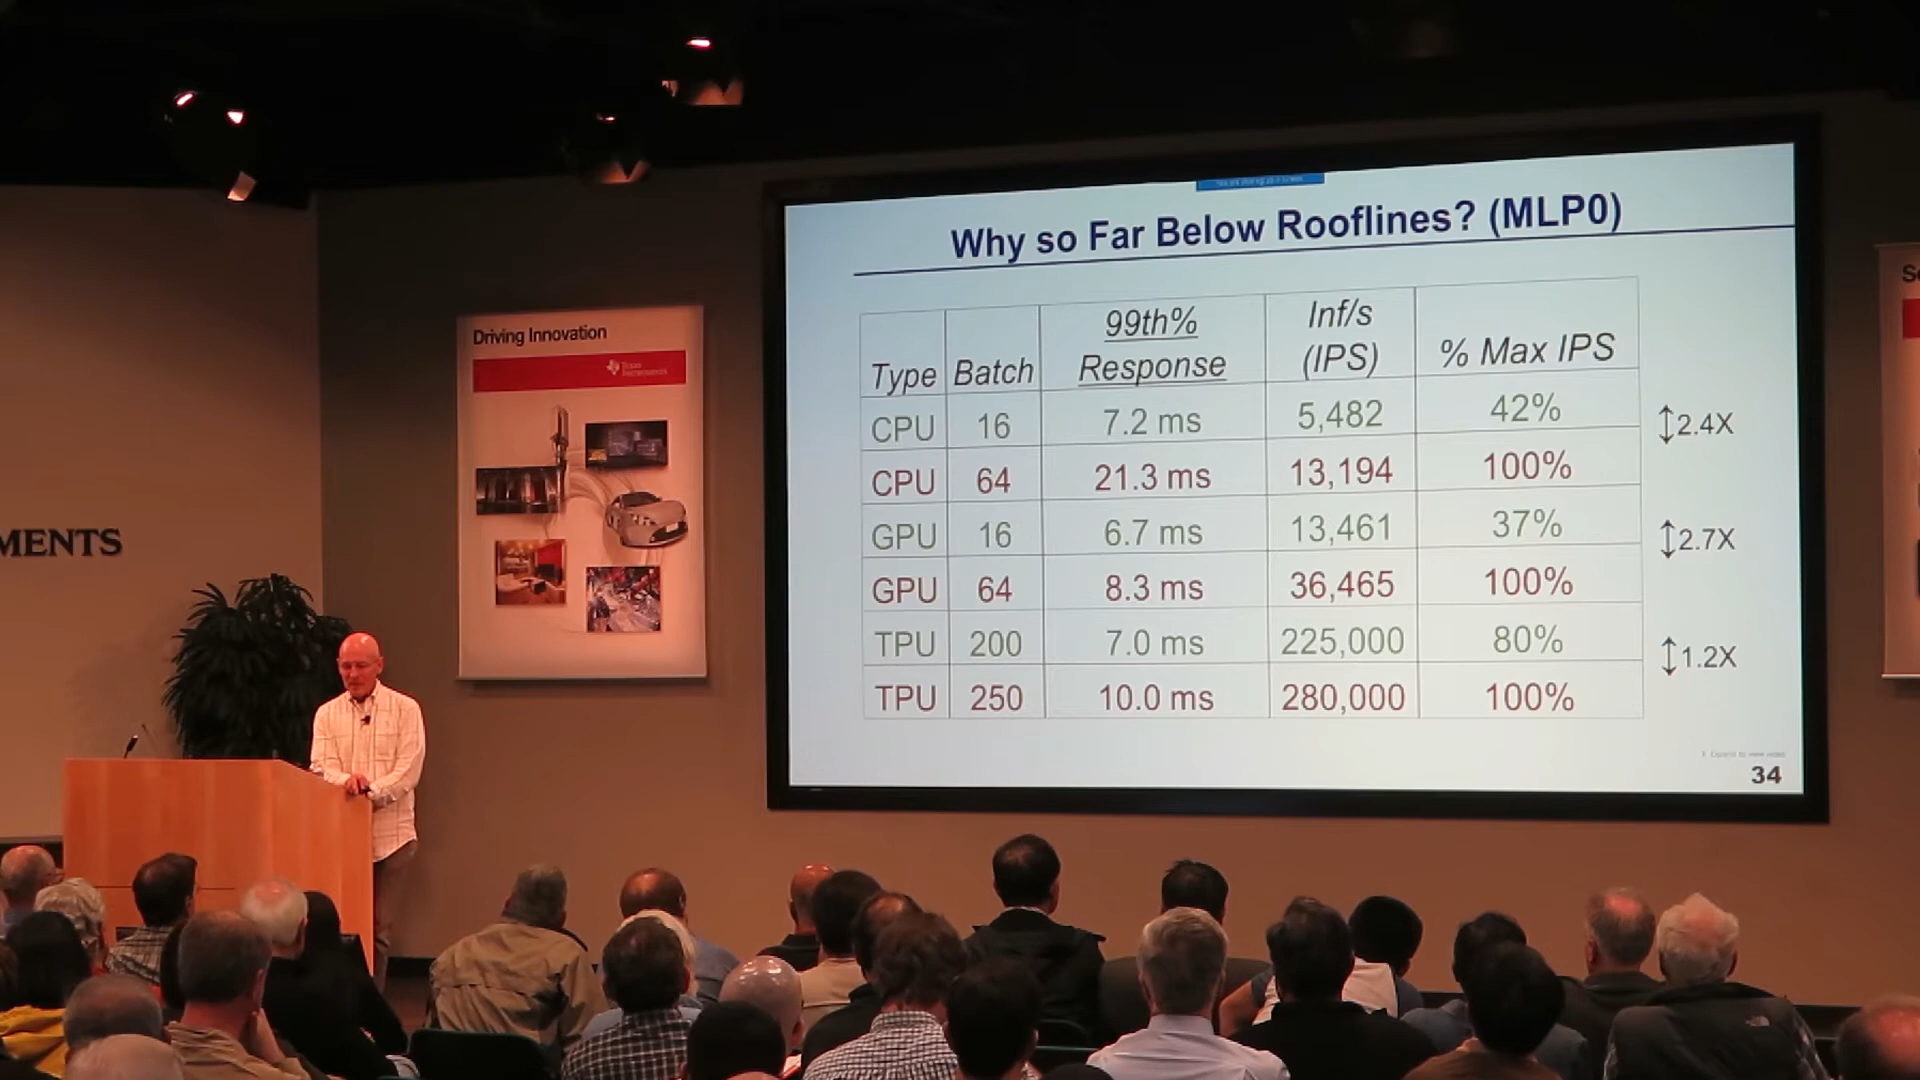 Why so Far Below Rooflines? (MLP0)
Type Batch 99th% Response Inf/s (IPS) % Max IPS
CPU 16 7.2 ms 5,482 42%
↕2.4X
CPU 64 21.3 ms 13,194 100%
GPU 16 6.7 ms 13,461 37%
↕2.7X
GPU 64 8.3 ms 36,465 100%
TPU 200 7.0 ms 225,000 80%
↕1.2X
TPU 250 10.0 ms 280,000 100%
34
Driving Innovation
Texas Instruments
MENTS